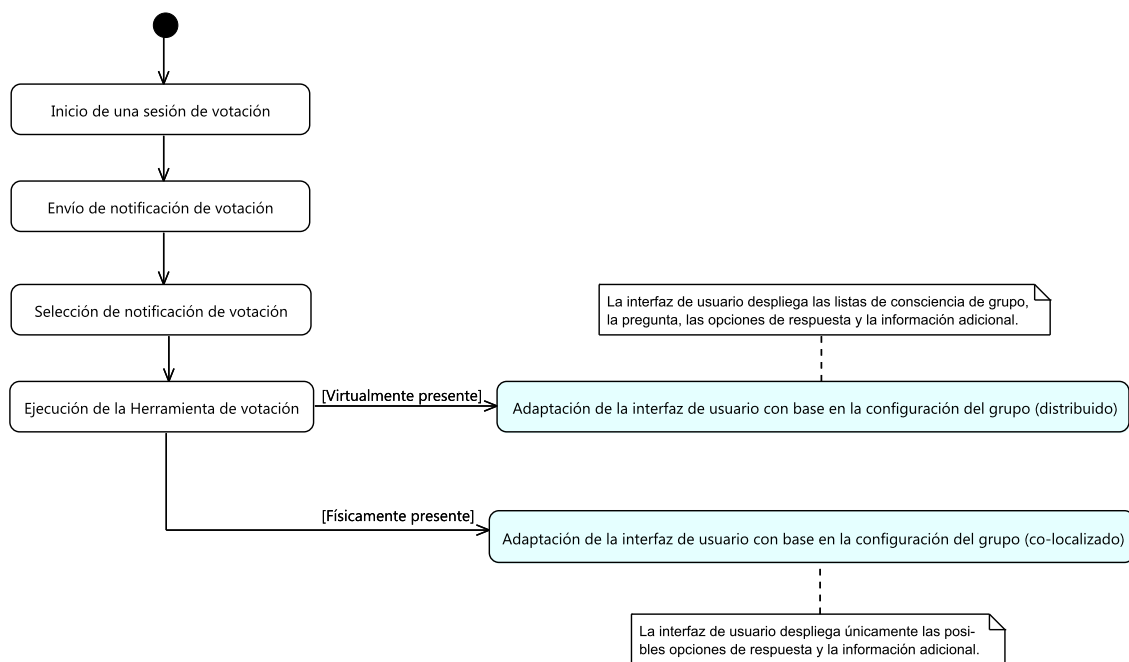 Inicio de una sesión de votación
Envío de notificación de votación
Selección de notificación de votación
La interfaz de usuario despliega las listas de consciencia de grupo,
la pregunta, las opciones de respuesta y la información adicional.
Ejecución de la Herramienta de votación
[Virtualmente presente]
Adaptación de la interfaz de usuario con base en la configuración del grupo (distribuido)
[Físicamente presente]
Adaptación de la interfaz de usuario con base en la configuración del grupo (co-localizado)
La interfaz de usuario despliega únicamente las posi-
bles opciones de respuesta y la información adicional.